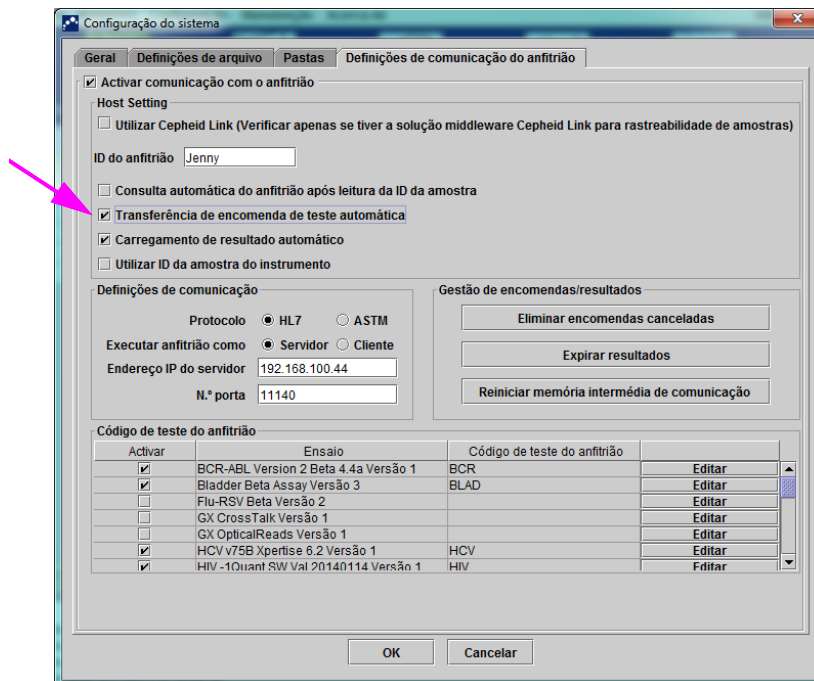 Configuração do sistema
Geral Definições de arquivo Pastas Definições de comunicação do anfitrião
Activar comunicação com o anfitrião
Host Setting
Utilizar Cepheid Link (Verificar apenas se tiver a solução middleware Cepheid Link para rastreabilidade de amostras)
ID do anfitrião Jenny
Consulta automática do anfitrião após leitura da ID da amostra
Transferência de encomenda de teste automática
Carregamento de resultado automático
Utilizar ID da amostra do instrumento
Definições de comunicação
Protocolo HL7 ASTM
Executar anfitrião como Servidor Cliente
Endereço IP do servidor 192.168.100.44
N.º porta 11140
Gestão de encomendas/resultados
Eliminar encomendas canceladas
Expirar resultados
Reiniciar memória intermédia de comunicação
Código de teste do anfitrião
Activar Ensaio Código de teste do anfitrião
BCR-ABL Version 2 Beta 4.4a Versão 1 BCR Editar
Bladder Beta Assay Versão 3 BLAD Editar
Flu-RSV Beta Versão 2 Editar
GX CrossTalk Versão 1 Editar
GX OpticalReads Versão 1 Editar
HCV v75B Xpertise 6.2 Versão 1 HCV Editar
HIV -1Quant SW Val 20140114 Versão 1 HIV Editar
OK Cancelar